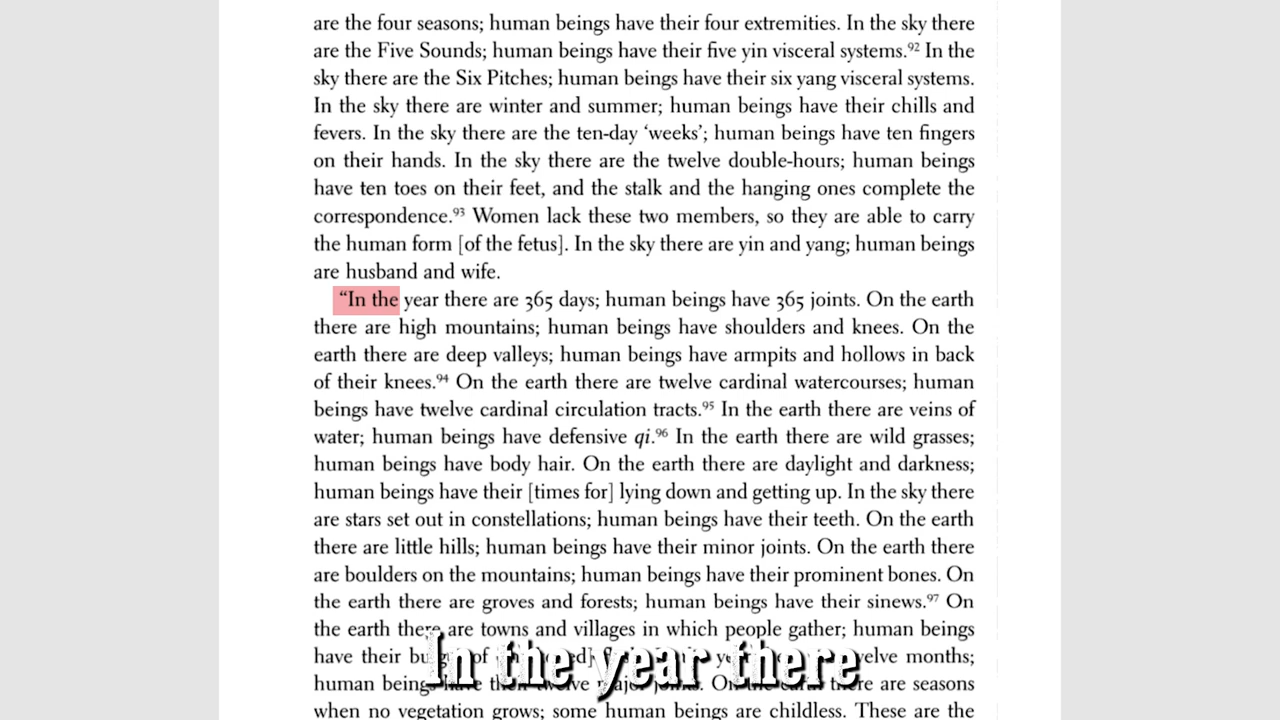 are the four seasons; human beings have their four extremities. In the sky there
are the Five Sounds; human beings have their five yin visceral systems.⁹² In the
sky there are the Six Pitches; human beings have their six yang visceral systems.
In the sky there are winter and summer; human beings have their chills and
fevers. In the sky there are the ten-day ‘weeks’; human beings have ten fingers
on their hands. In the sky there are the twelve double-hours; human beings
have ten toes on their feet, and the stalk and the hanging ones complete the
correspondence.⁹³ Women lack these two members, so they are able to carry
the human form [of the fetus]. In the sky there are yin and yang; human beings
are husband and wife.
“In the year there are 365 days; human beings have 365 joints. On the earth
there are high mountains; human beings have shoulders and knees. On the
earth there are deep valleys; human beings have armpits and hollows in back
of their knees.⁹⁴ On the earth there are twelve cardinal watercourses; human
beings have twelve cardinal circulation tracts.⁹⁵ In the earth there are veins of
water; human beings have defensive qi.⁹⁶ In the earth there are wild grasses;
human beings have body hair. On the earth there are daylight and darkness;
human beings have their [times for] lying down and getting up. In the sky there
are stars set out in constellations; human beings have their teeth. On the earth
there are little hills; human beings have their minor joints. On the earth there
are boulders on the mountains; human beings have their prominent bones. On
the earth there are groves and forests; human beings have their sinews.⁹⁷ On
the earth there are towns and villages in which people gather; human beings
have their of twelve months;
human beings have their twelve major joints. On the earth there are seasons
when no vegetation grows; some human beings are childless. These are the
In the year there